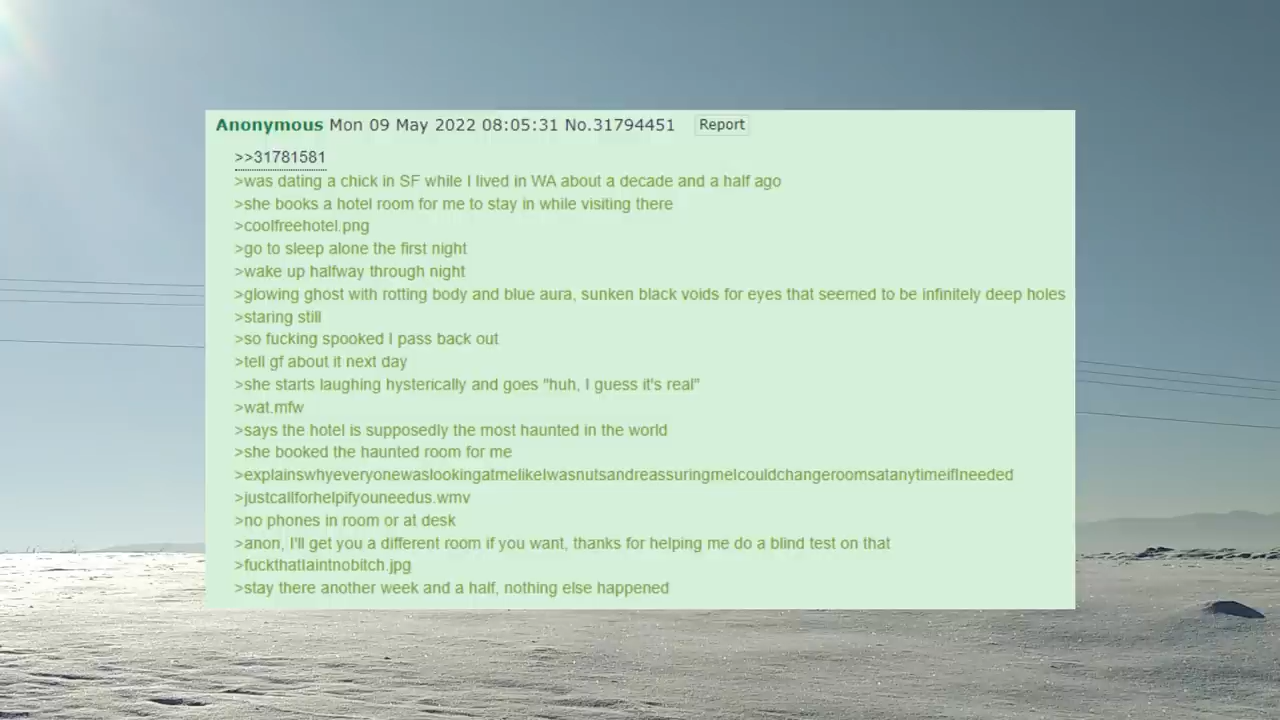 Anonymous Mon 09 May 2022 08:05:31 No.31794451 Report
>>31781581
>was dating a chick in SF while I lived in WA about a decade and a half ago
>she books a hotel room for me to stay in while visiting there
>coolfreehotel.png
>go to sleep alone the first night
>wake up halfway through night
>glowing ghost with rotting body and blue aura, sunken black voids for eyes that seemed to be infinitely deep holes
>staring still
>so fucking spooked I pass back out
>tell gf about it next day
>she starts laughing hysterically and goes "huh, I guess it's real"
>wat.mfw
>says the hotel is supposedly the most haunted in the world
>she booked the haunted room for me
>explainswhyeveryonewaslookingatmelikeIwasnutsandreassuringmeIcouldchangeroomsatanytimeifIneeded
>justcallforhelpifyouneedus.wmv
>no phones in room or at desk
>anon, I'll get you a different room if you want, thanks for helping me do a blind test on that
>fuckthatIaintnobitch.jpg
>stay there another week and a half, nothing else happened